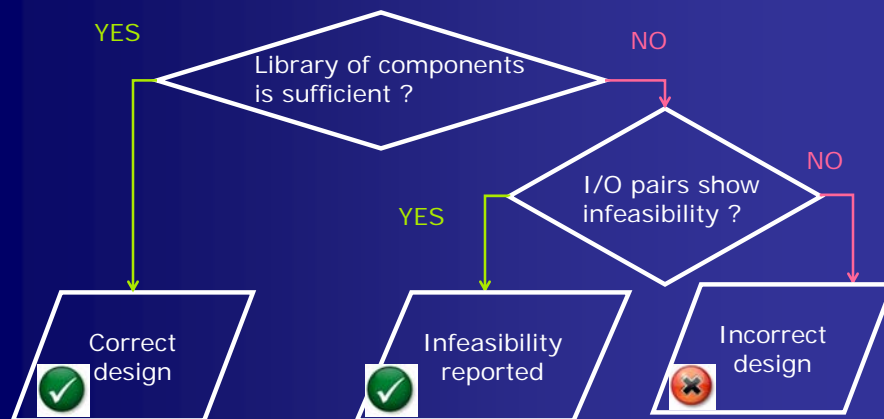 YES
NO
Library of components
is sufficient ?
NO
I/O pairs show
infeasibility ?
YES
Correct
design
Infeasibility
reported
Incorrect
design